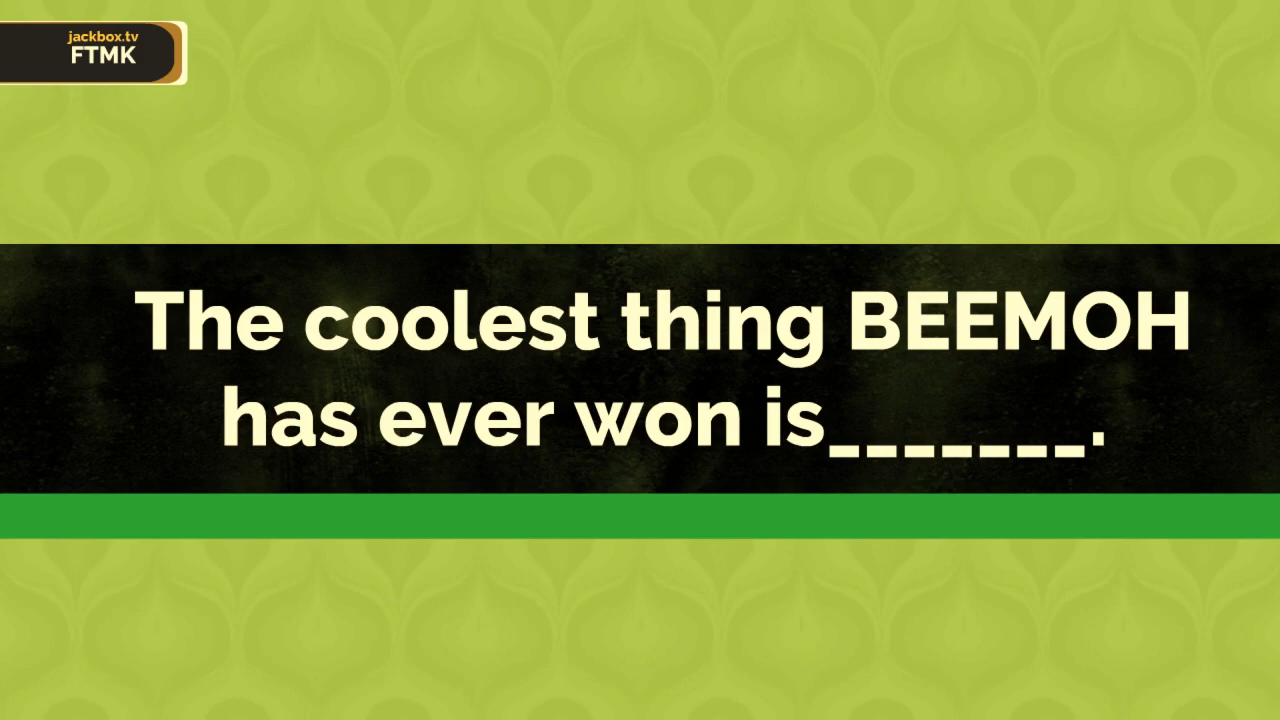 jackbox.tv
FTMK
The coolest thing BEEMOH
has ever won is_______.